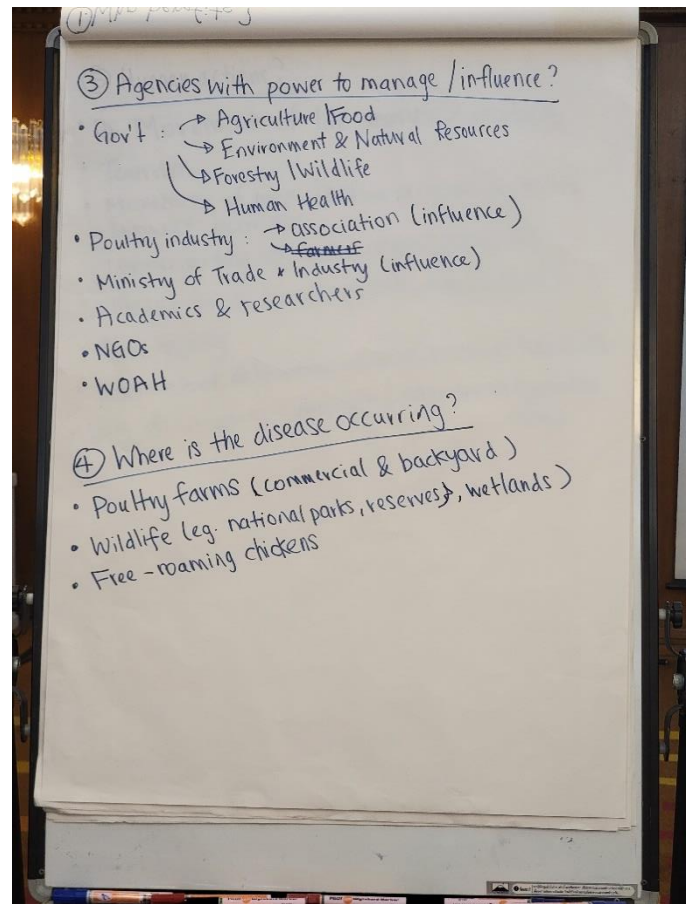 ③ Agencies with power to manage / influence?
• Gov't : → Agriculture / Food
→ Environment & Natural Resources
→ Forestry / Wildlife
→ Human Health
• Poultry industry : → association (influence)
→ farmers
• Ministry of Trade & Industry (influence)
• Academics & researchers
• NGOs
• WOAH
④ Where is the disease occurring?
• Poultry farms (commercial & backyard)
• Wildlife (eg. national parks, reserves, wetlands)
• Free-roaming chickens